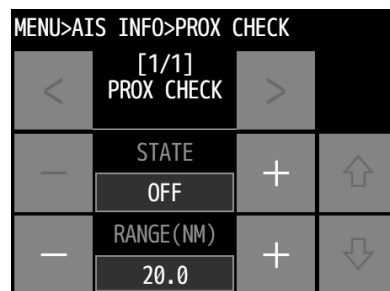 MENU>AIS INFO>PROX CHECK
[1/1]
PROX CHECK
< >
STATE
− +
OFF
RANGE(NM)
− +
20.0